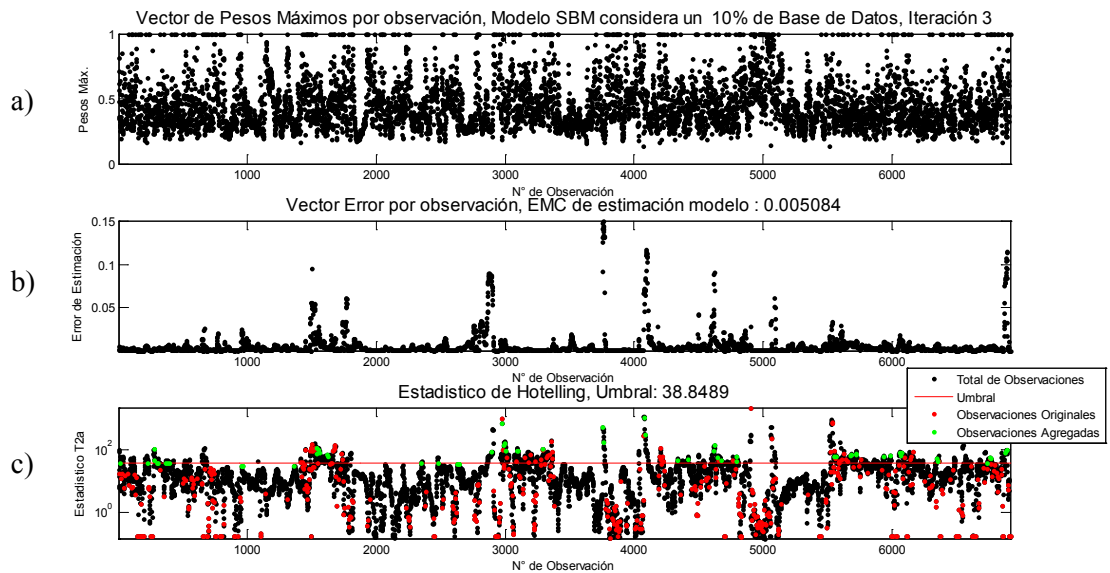 Vector de Pesos Máximos por observación, Modelo SBM considera un 10% de Base de Datos, Iteración 3
a)
Pesos Máx.
1
0.5
0
1000 2000 3000 4000 5000 6000
N° de Observación
Vector Error por observación, EMC de estimación modelo : 0.005084
b)
Error de Estimación
0.15
0.1
0.05
1000 2000 3000 4000 5000 6000
N° de Observación
Estadistico de Hotelling, Umbral: 38.8489
Total de Observaciones
Umbral
Observaciones Originales
Observaciones Agregadas
c)
Estadistico T2a
10^2
10^0
1000 2000 3000 4000 5000 6000
N° de Observación